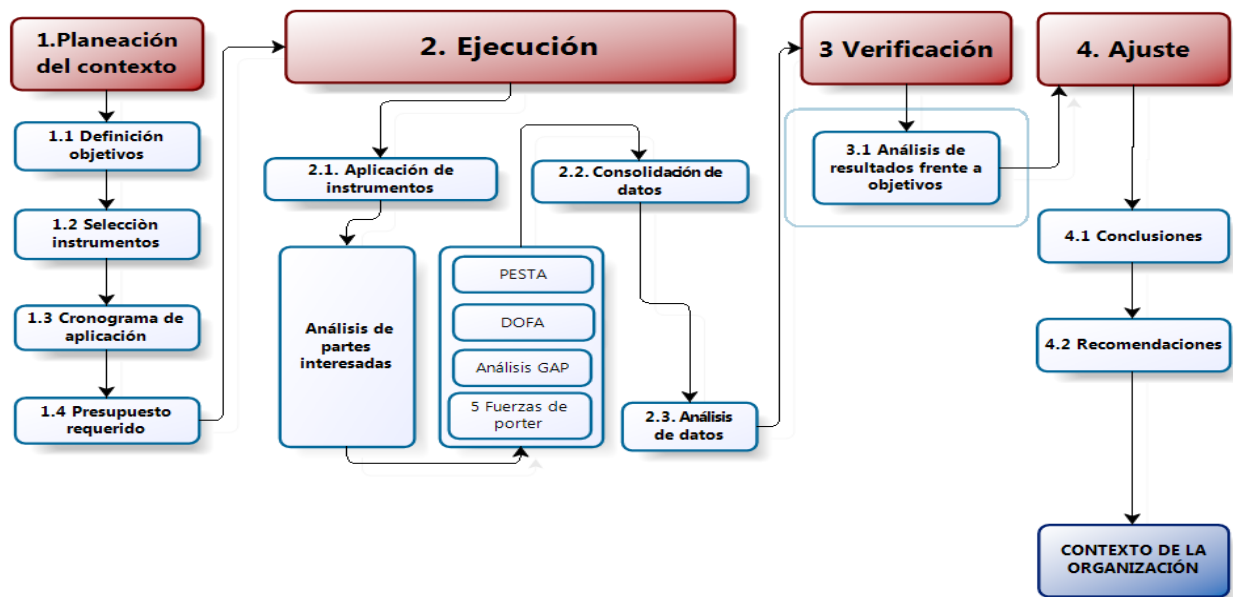 1.Planeación
del contexto
1.1 Definición
objetivos
1.2 Selecciòn
instrumentos
1.3 Cronograma de
aplicación
1.4 Presupuesto
requerido
2. Ejecución
2.1. Aplicación de
instrumentos
Análisis de
partes
interesadas
PESTA
DOFA
Análisis GAP
5 Fuerzas de
porter
2.2. Consolidación de
datos
2.3. Análisis
de datos
3 Verificación
3.1 Análisis de
resultados frente a
objetivos
4. Ajuste
4.1 Conclusiones
4.2 Recomendaciones
CONTEXTO DE LA
ORGANIZACIÓN